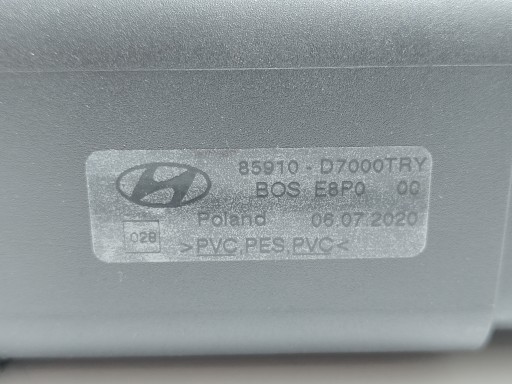 85910 - D7000TRY
BOS E8P0 00
Poland 06.07.2020
028
>PVC,PES,PVC<